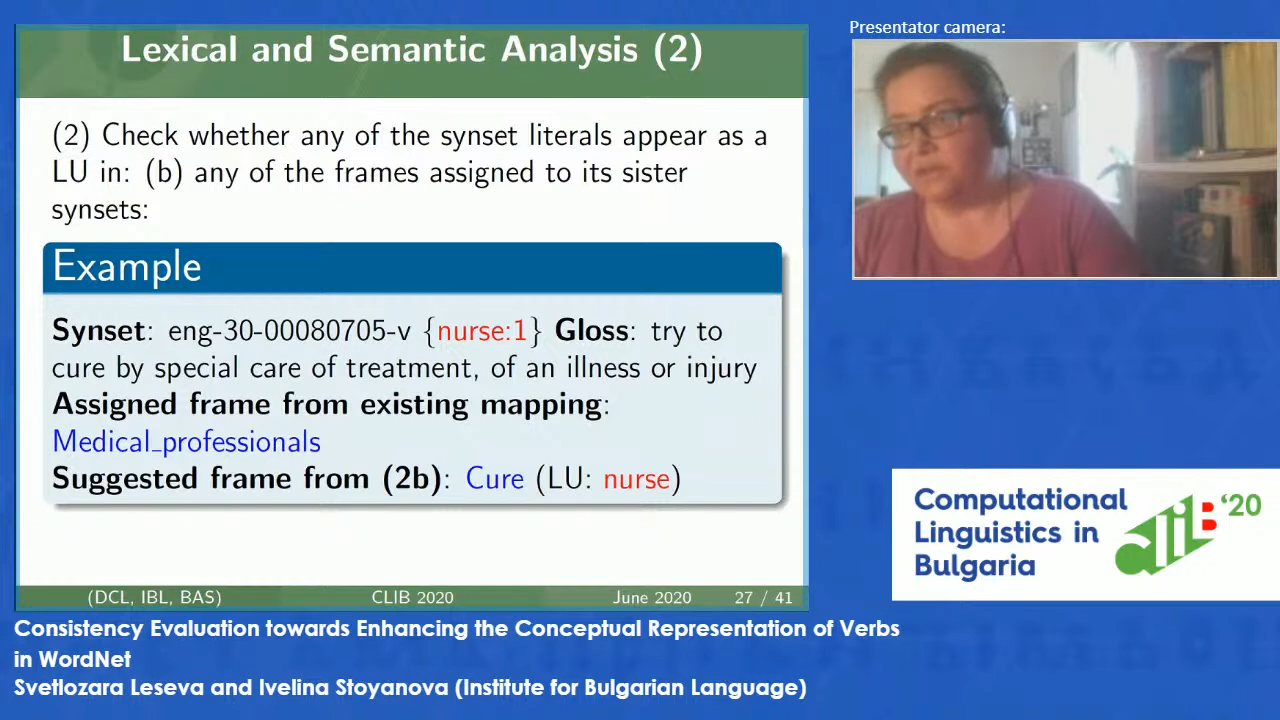 Lexical and Semantic Analysis (2)
Presentator camera:
(2) Check whether any of the synset literals appear as a
LU in: (b) any of the frames assigned to its sister
synsets:
Example
Synset: eng-30-00080705-v {nurse:1} Gloss: try to
cure by special care of treatment, of an illness or injury
Assigned frame from existing mapping:
Medical_professionals
Suggested frame from (2b): Cure (LU: nurse)
(DCL, IBL, BAS) CLIB 2020 June 2020 27 / 41
Computational
Linguistics in
Bulgaria
CLIB '20
Consistency Evaluation towards Enhancing the Conceptual Representation of Verbs
in WordNet
Svetlozara Leseva and Ivelina Stoyanova (Institute for Bulgarian Language)